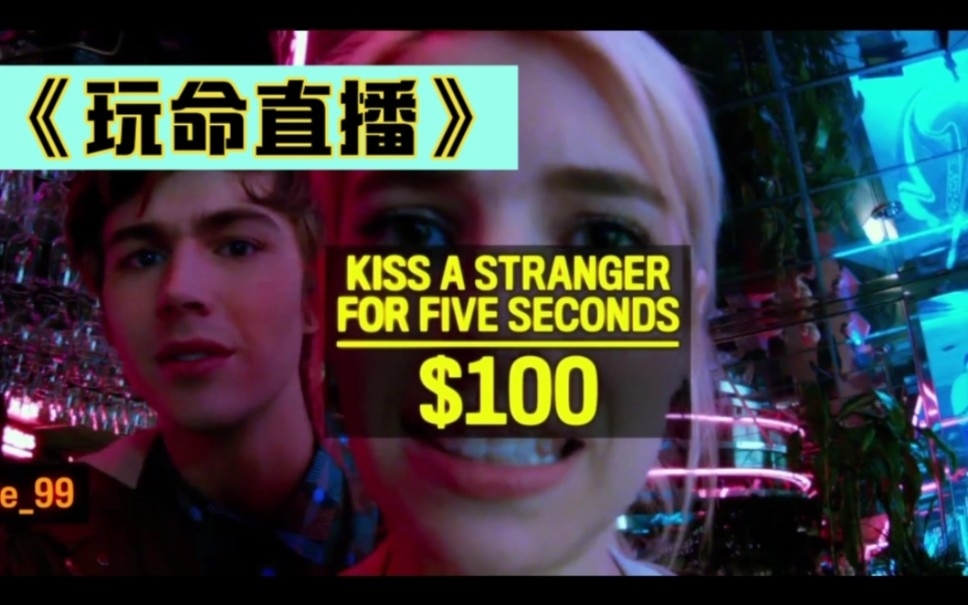 《玩命直播》
KISS A STRANGER
FOR FIVE SECONDS
$100
e_99